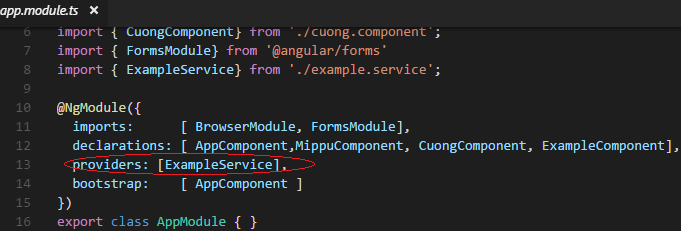 app.module.ts ×
6 import { CuongComponent } from './cuong.component';
7 import { FormsModule} from '@angular/forms'
8 import { ExampleService} from './example.service';
9
10 @NgModule({
11 imports: [ BrowserModule, FormsModule],
12 declarations: [ AppComponent,MippuComponent, CuongComponent, ExampleComponent],
13 providers: [ExampleService],
14 bootstrap: [ AppComponent ]
15 })
16 export class AppModule { }